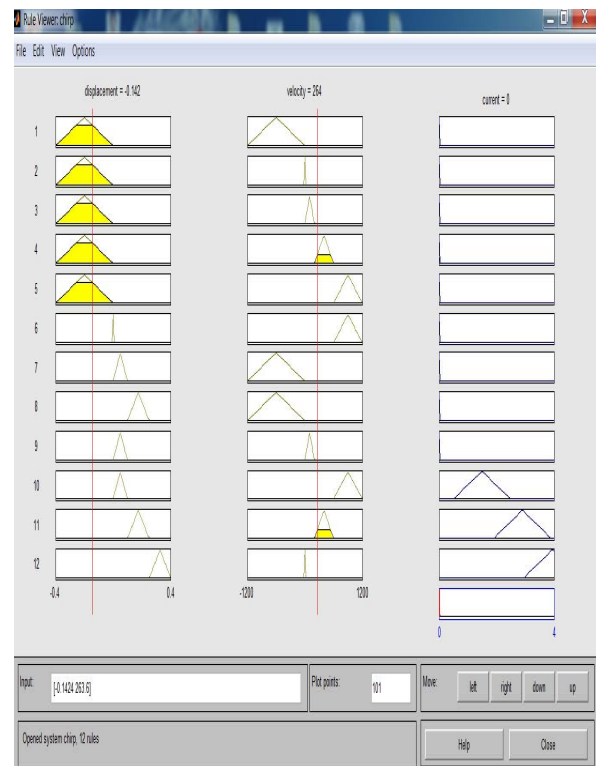 Rule Viewer: chirp
File Edit View Options
displacement = -0.142
velocity = 264
current = 0
1
2
3
4
5
6
7
8
9
10
11
12
-0.4 0.4
-1200 1200
0 4
Input: [-0.1424 263.6]
Plot points: 101
Move: left right down up
Opened system chirp, 12 rules
Help Close